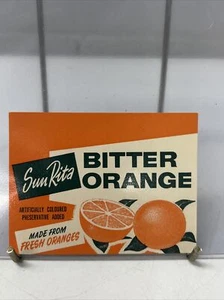 Sun Rita
BITTER
ORANGE
ARTIFICIALLY COLOURED
PRESERVATIVE ADDED
MADE FROM
FRESH ORANGES